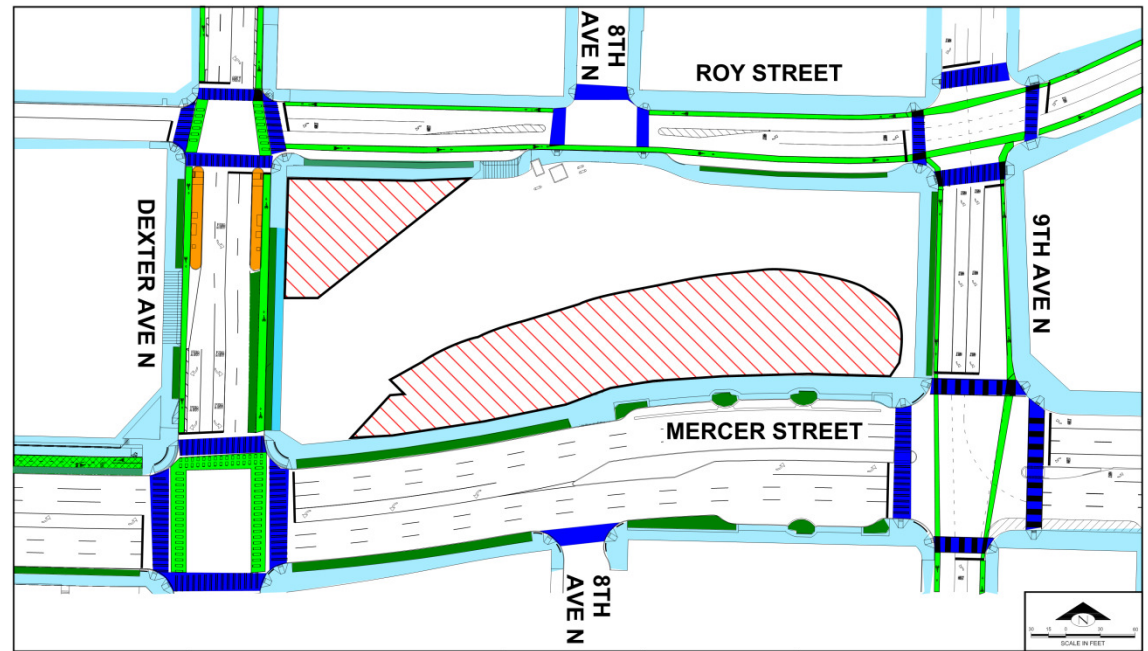 8TH
AVE N
ROY STREET
DEXTER AVE N
9TH AVE N
MERCER STREET
8TH
AVE N
N
SCALE IN FEET